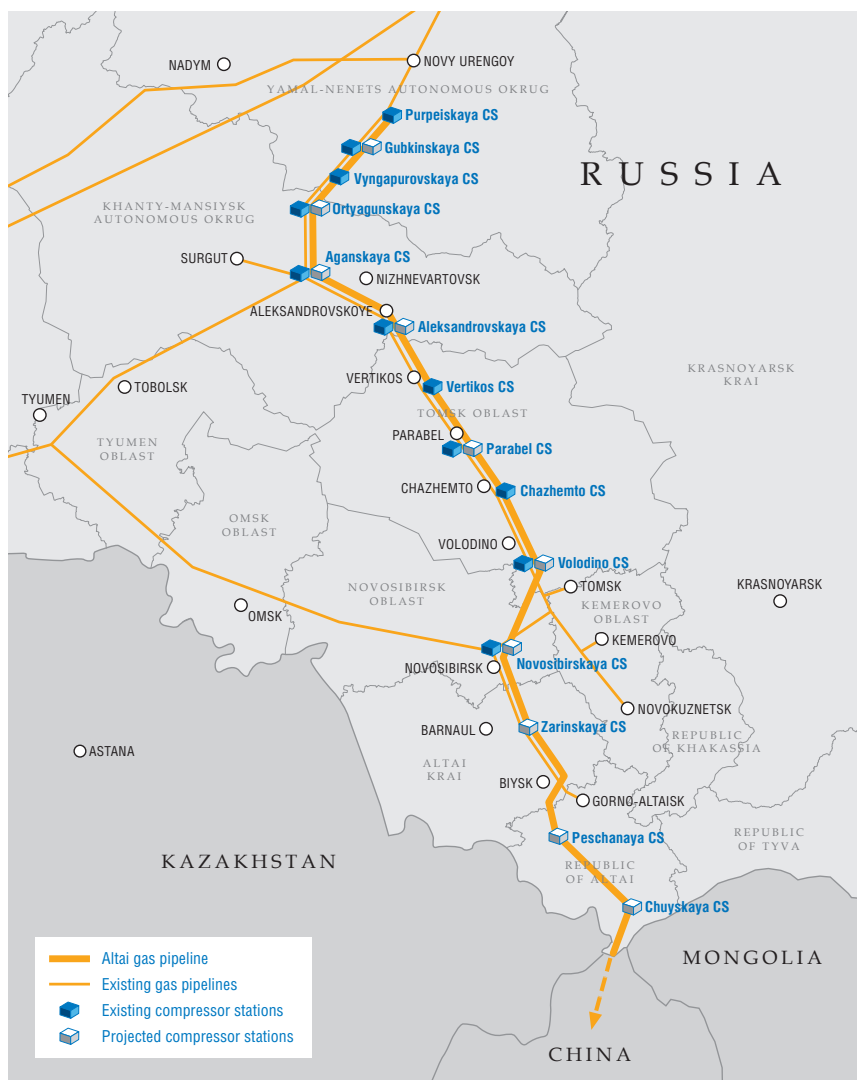 NADYM
NOVY URENGOY
YAMAL-NENETS AUTONOMOUS OKRUG
Purpeiskaya CS
Gubkinskaya CS
RUSSIA
Vyngapurovskaya CS
KHANTY-MANSIYSK
AUTONOMOUS OKRUG
Ortyagunskaya CS
SURGUT
Aganskaya CS
NIZHNEVARTOVSK
ALEKSANDROVSKOYE
Aleksandrovskaya CS
KRASNOYARSK
KRAI
VERTIKOS
Vertikos CS
TOBOLSK
TYUMEN
TOMSK OBLAST
TYUMEN
OBLAST
PARABEL
Parabel CS
CHAZHEMTO
Chazhemto CS
OMSK
OBLAST
VOLODINO
Volodino CS
NOVOSIBIRSK
OBLAST
TOMSK
KRASNOYARSK
OMSK
KEMEROVO
OBLAST
KEMEROVO
Novosibirskaya CS
NOVOSIBIRSK
NOVOKUZNETSK
BARNAUL
Zarinskaya CS
REPUBLIC
OF KHAKASSIA
ASTANA
ALTAI
KRAI
BIYSK
GORNO-ALTAISK
Peschanaya CS
REPUBLIC
OF TYVA
KAZAKHSTAN
REPUBLIC
OF ALTAI
Chuyskaya CS
MONGOLIA
Altai gas pipeline
Existing gas pipelines
Existing compressor stations
Projected compressor stations
CHINA